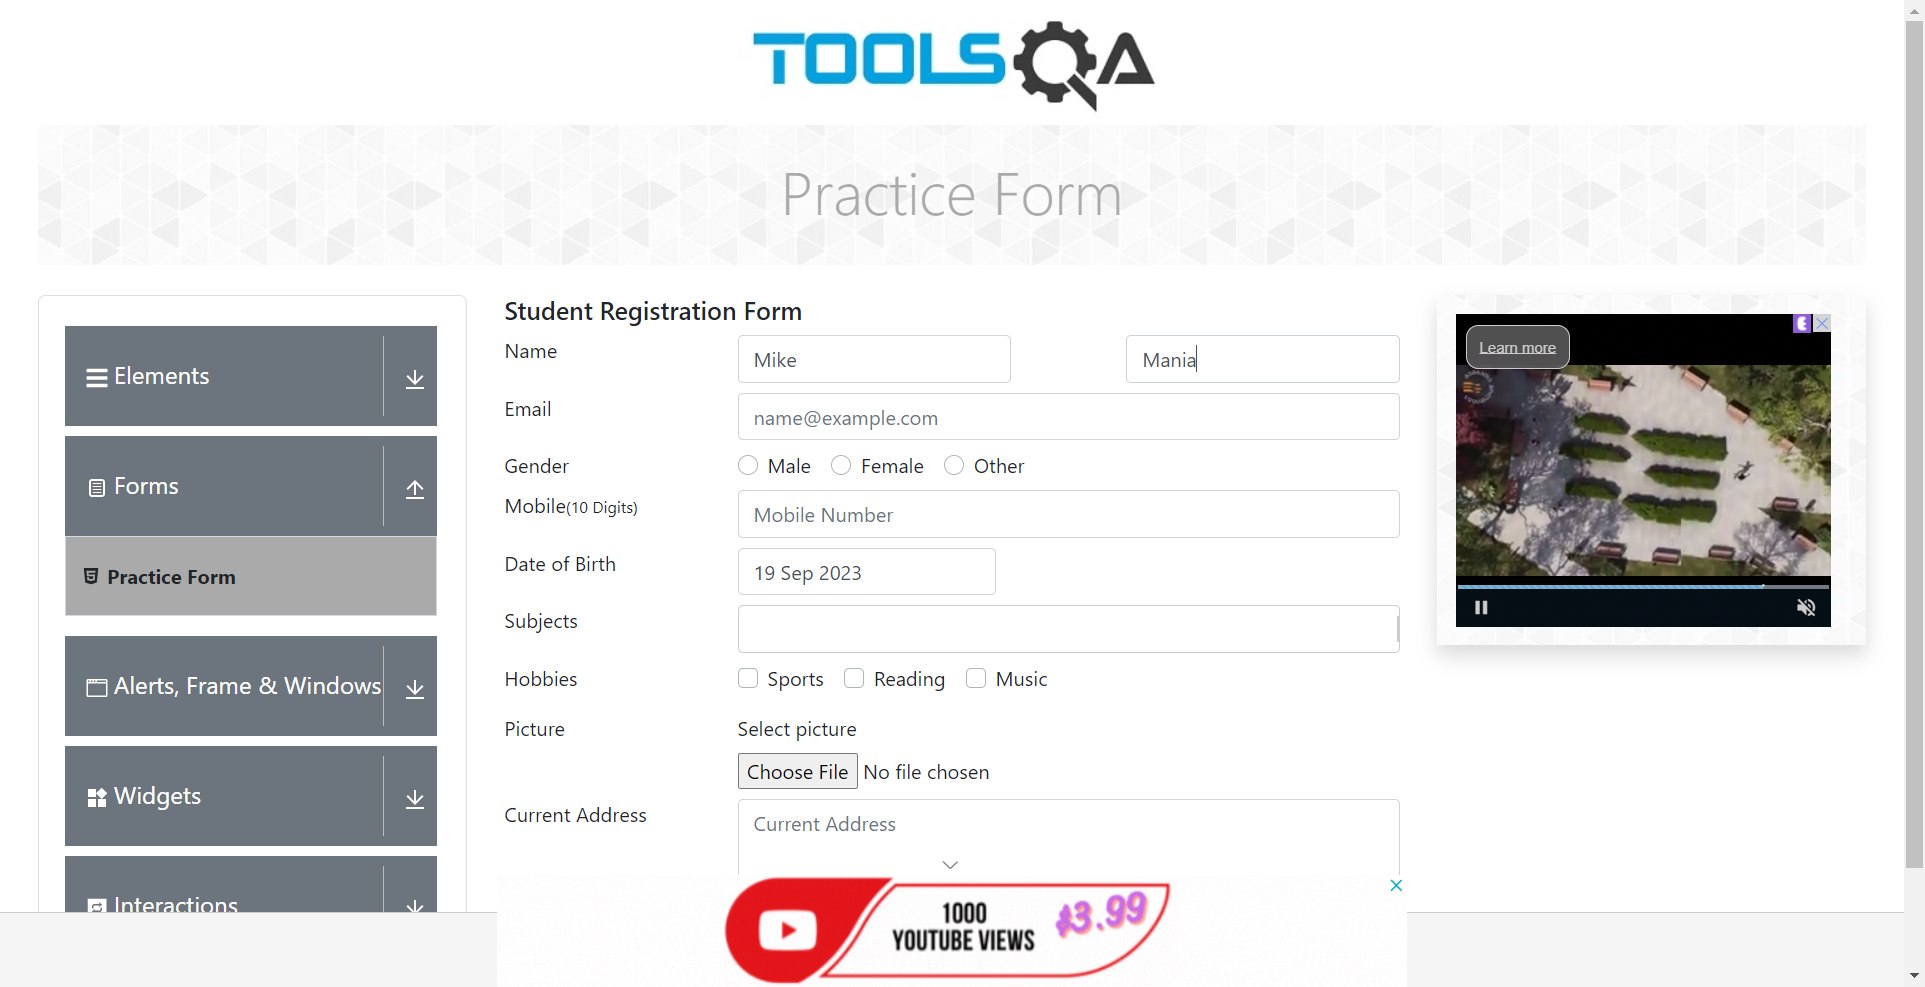 TOOLSQA
Practice Form
Elements
Forms
Practice Form
Alerts, Frame & Windows
Widgets
Interactions
Student Registration Form
Name
Mike
Mania
Email
name@example.com
Gender
Male
Female
Other
Mobile(10 Digits)
Mobile Number
Date of Birth
19 Sep 2023
Subjects
Hobbies
Sports
Reading
Music
Picture
Select picture
Choose File No file chosen
Current Address
Current Address
Learn more
1000
YOUTUBE VIEWS
$3.99